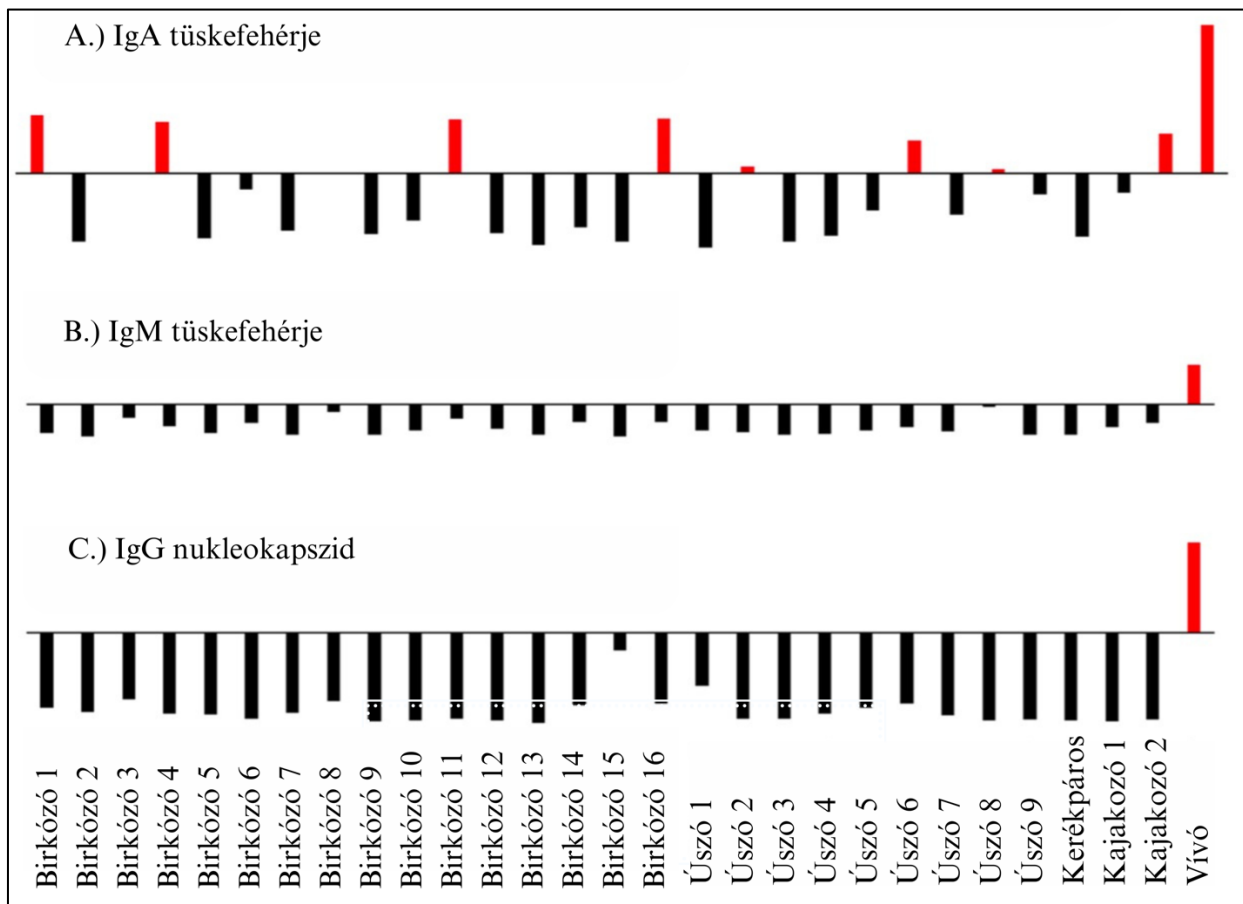 A.) IgA tüskefehérje
B.) IgM tüskefehérje
C.) IgG nukleokapszid
Birkózó 1
Birkózó 2
Birkózó 3
Birkózó 4
Birkózó 5
Birkózó 6
Birkózó 7
Birkózó 8
Birkózó 9
Birkózó 10
Birkózó 11
Birkózó 12
Birkózó 13
Birkózó 14
Birkózó 15
Birkózó 16
Úszó 1
Úszó 2
Úszó 3
Úszó 4
Úszó 5
Úszó 6
Úszó 7
Úszó 8
Úszó 9
Kerékpáros
Kajakozó 1
Kajakozó 2
Vívó